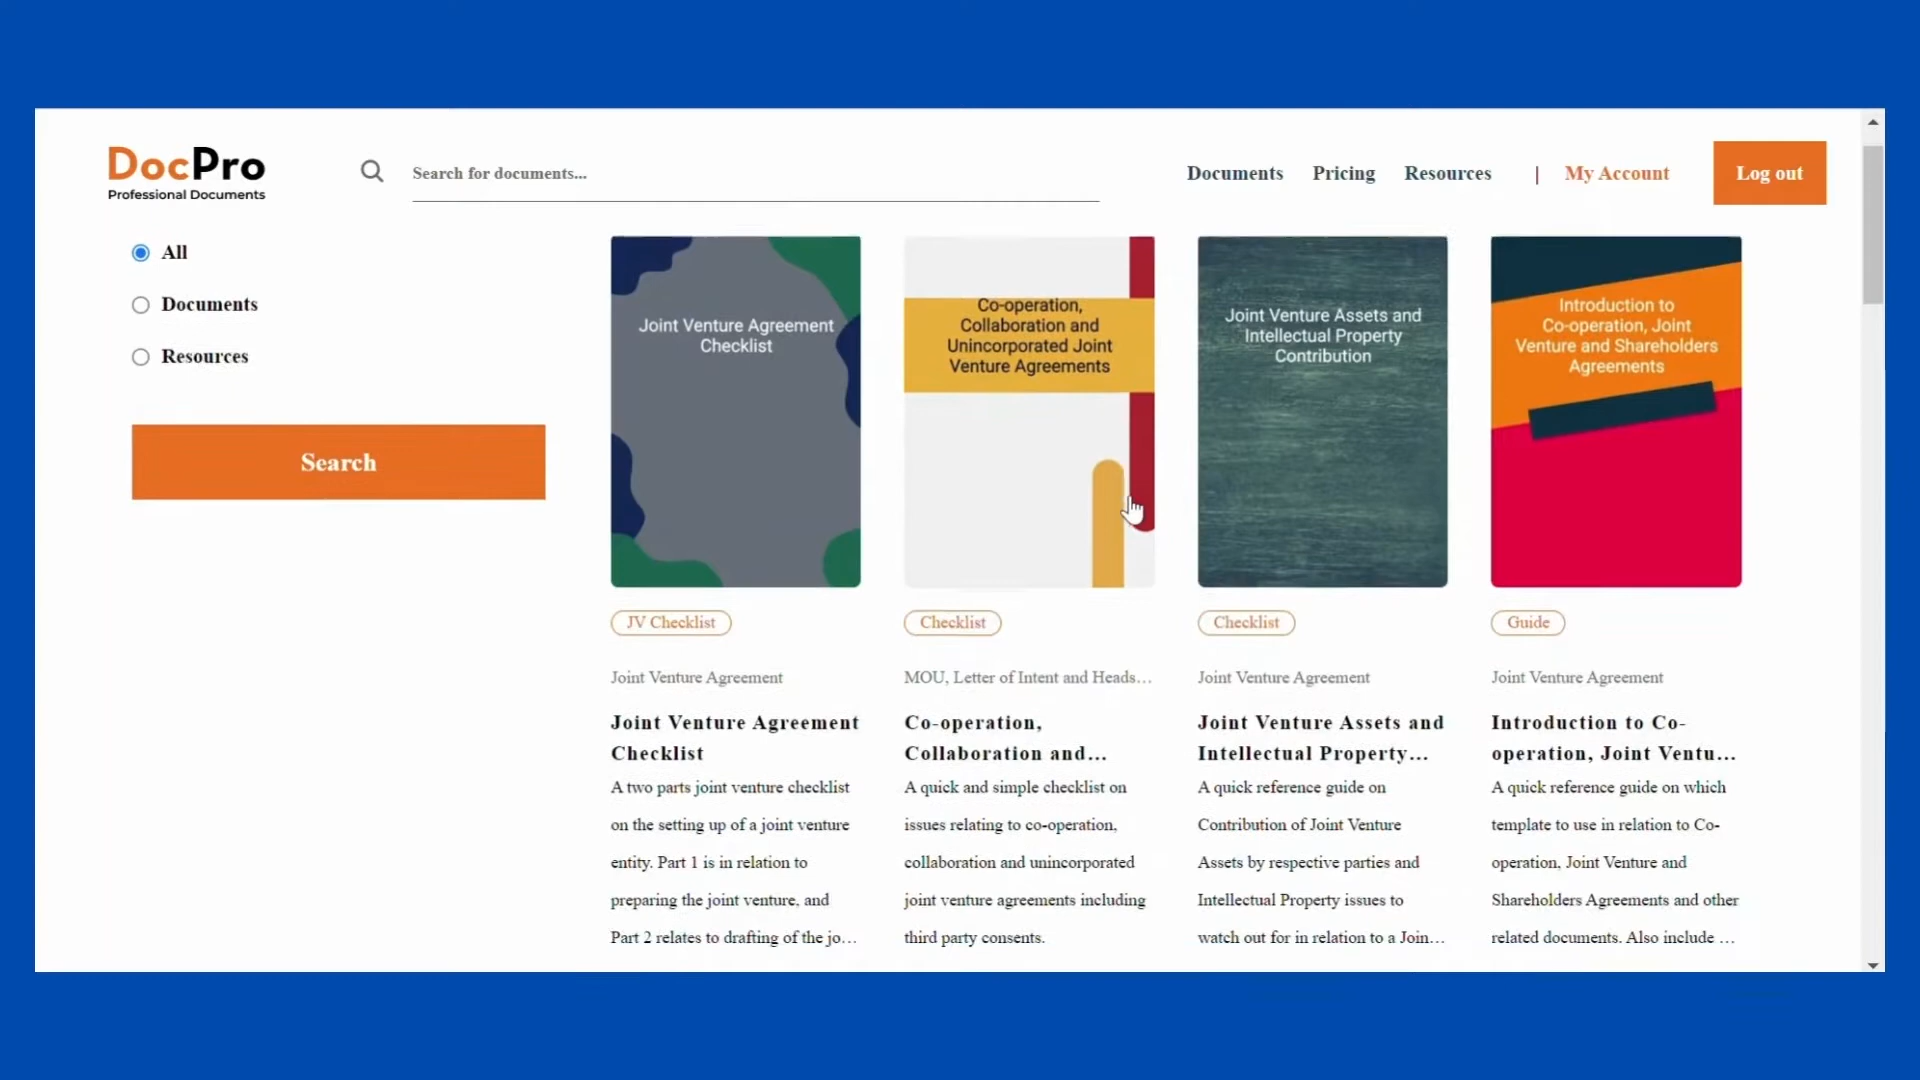 DocPro
Professional Documents
Search for documents...
Documents
Pricing
Resources
|
My Account
Log out
All
Documents
Resources
Search
Joint Venture Agreement
Checklist
JV Checklist
Joint Venture Agreement
Joint Venture Agreement
Checklist
A two parts joint venture checklist
on the setting up of a joint venture
entity. Part 1 is in relation to
preparing the joint venture, and
Part 2 relates to drafting of the jo…
Co-operation,
Collaboration and
Unincorporated Joint
Venture Agreements
Checklist
MOU, Letter of Intent and Heads…
Co-operation,
Collaboration and…
A quick and simple checklist on
issues relating to co-operation,
collaboration and unincorporated
joint venture agreements including
third party consents.
Joint Venture Assets and
Intellectual Property
Contribution
Checklist
Joint Venture Agreement
Joint Venture Assets and
Intellectual Property…
A quick reference guide on
Contribution of Joint Venture
Assets by respective parties and
Intellectual Property issues to
watch out for in relation to a Join…
Introduction to
Co-operation, Joint
Venture and Shareholders
Agreements
Guide
Joint Venture Agreement
Introduction to Co-
operation, Joint Ventu…
A quick reference guide on which
template to use in relation to Co-
operation, Joint Venture and
Shareholders Agreements and other
related documents. Also include …